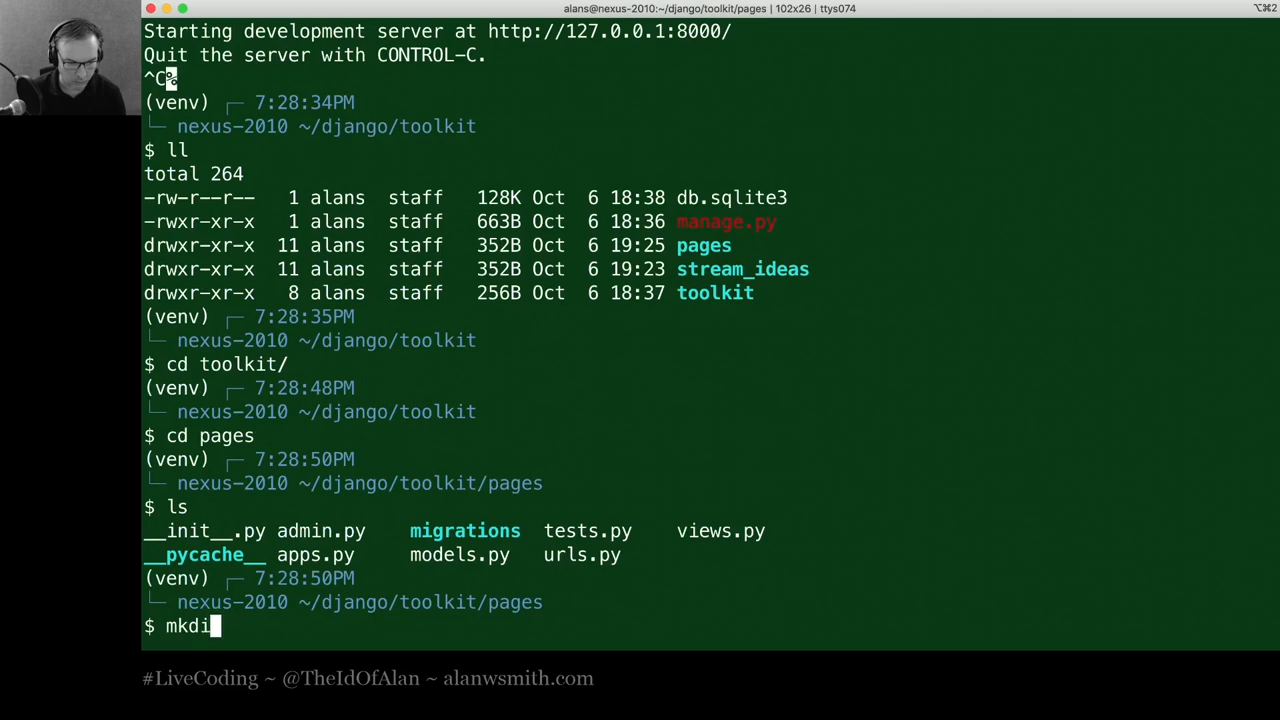 alans@nexus-2010:~/django/toolkit/pages | 102x26 | ttys074
⌥⌘2
Starting development server at http://127.0.0.1:8000/
Quit the server with CONTROL-C.
^C%
(venv) ┌─ 7:28:34PM
└─ nexus-2010 ~/django/toolkit
$ ll
total 264
-rw-r--r-- 1 alans staff 128K Oct 6 18:38 db.sqlite3
-rwxr-xr-x 1 alans staff 663B Oct 6 18:36 manage.py
drwxr-xr-x 11 alans staff 352B Oct 6 19:25 pages
drwxr-xr-x 11 alans staff 352B Oct 6 19:23 stream_ideas
drwxr-xr-x 8 alans staff 256B Oct 6 18:37 toolkit
(venv) ┌─ 7:28:35PM
└─ nexus-2010 ~/django/toolkit
$ cd toolkit/
(venv) ┌─ 7:28:48PM
└─ nexus-2010 ~/django/toolkit
$ cd pages
(venv) ┌─ 7:28:50PM
└─ nexus-2010 ~/django/toolkit/pages
$ ls
__init__.py admin.py migrations tests.py views.py
__pycache__ apps.py models.py urls.py
(venv) ┌─ 7:28:50PM
└─ nexus-2010 ~/django/toolkit/pages
$ mkdi
#LiveCoding ~ @TheIdOfAlan ~ alanwsmith.com